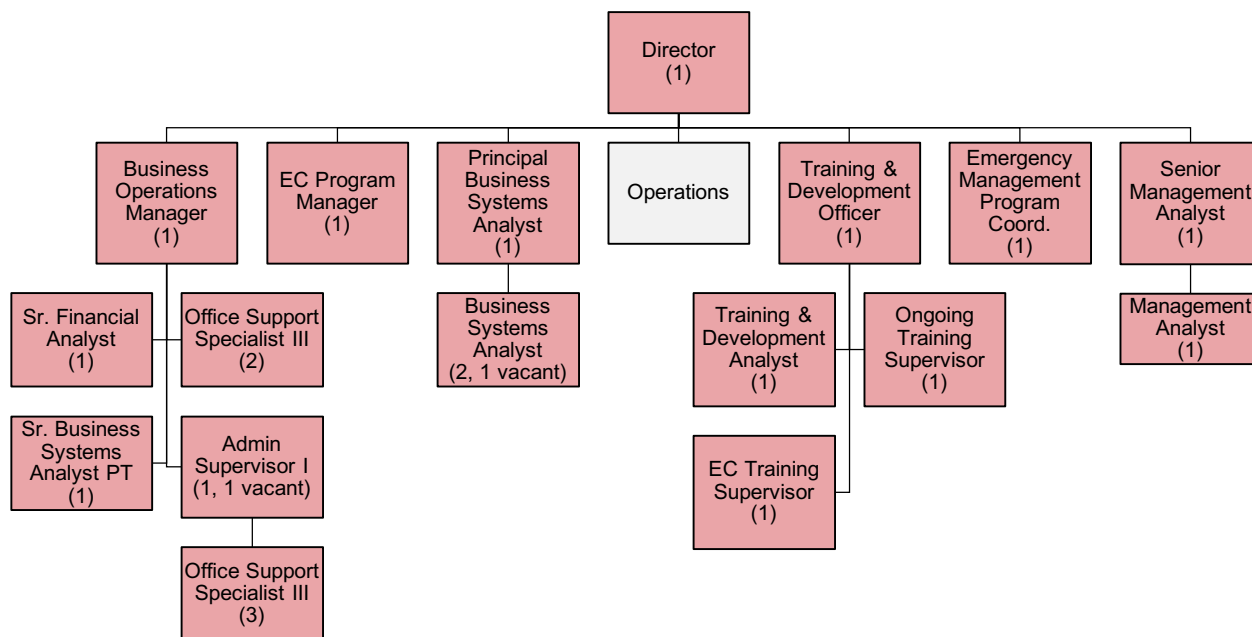 Director
(1)
Business
Operations
Manager
(1)
EC Program
Manager
(1)
Principal
Business
Systems
Analyst
(1)
Operations
Training &
Development
Officer
(1)
Emergency
Management
Program
Coord.
(1)
Senior
Management
Analyst
(1)
Sr. Financial
Analyst
(1)
Office Support
Specialist III
(2)
Business
Systems
Analyst
(2, 1 vacant)
Training &
Development
Analyst
(1)
Ongoing
Training
Supervisor
(1)
Management
Analyst
(1)
Sr. Business
Systems
Analyst PT
(1)
Admin
Supervisor I
(1, 1 vacant)
EC Training
Supervisor
(1)
Office Support
Specialist III
(3)